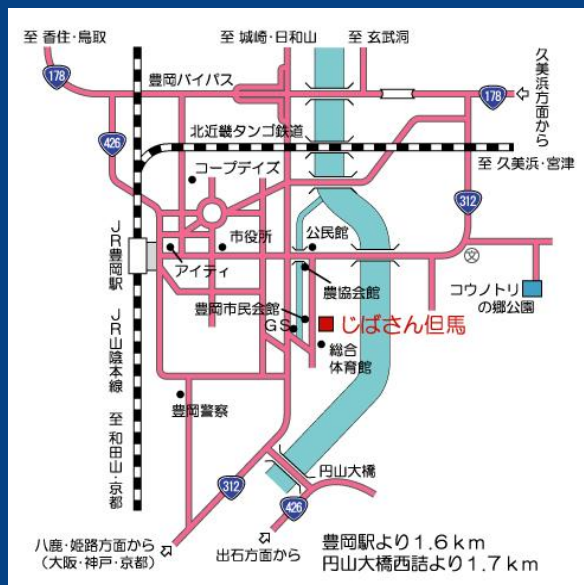 至 香住・鳥取
至 城崎・日和山
至 玄武洞
久美浜方面から
178
豊岡バイパス
178
426
北近畿タンゴ鉄道
至 久美浜・宮津
コープデイズ
312
JR豊岡駅
市役所
公民館
アイティ
農協会館
コウノトリ
の郷公園
豊岡市民会館
GS
じばさん但馬
総合
体育館
JR山陰本線
至 和田山・京都
豊岡警察
円山大橋
312
426
八鹿・姫路方面から
（大阪・神戸・京都）
出石方面から
豊岡駅より1.6km
円山大橋西詰より1.7km